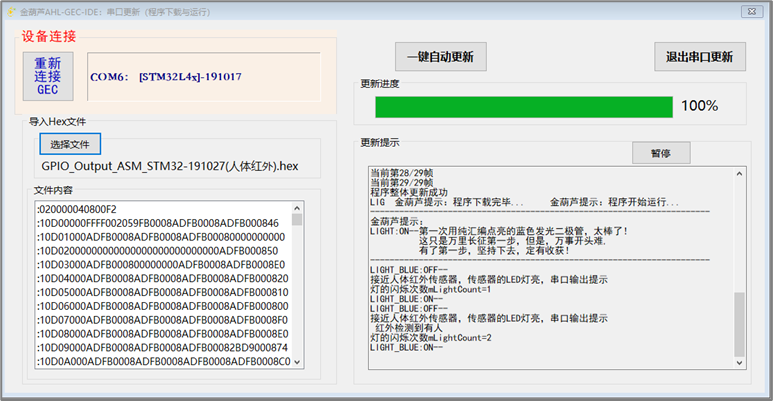 金葫芦AHL-GEC-IDE：串口更新（程序下载与运行）
设备连接
重新
连接
GEC
COM6： [STM32L4x]-191017
一键自动更新
退出串口更新
更新进度
100%
导入Hex文件
选择文件
GPIO_Output_ASM_STM32-191027(人体红外).hex
文件内容
:020000040800F2
:10D00000FFFF002059FB0008ADFB0008ADFB000846
:10D01000ADFB0008ADFB0008ADFB00080000000000
:10D0200000000000000000000000000ADFB000850
:10D03000ADFB000800000000ADFB0008ADFB0008E0
:10D04000ADFB0008ADFB0008ADFB0008ADFB000820
:10D05000ADFB0008ADFB0008ADFB0008ADFB000810
:10D06000ADFB0008ADFB0008ADFB0008ADFB000800
:10D07000ADFB0008ADFB0008ADFB0008ADFB0008F0
:10D08000ADFB0008ADFB0008ADFB0008ADFB0008E0
:10D09000ADFB0008ADFB0008ADFB00082BD9000874
:10D0A000ADFB0008ADFB0008ADFB0008ADFB0008C0
更新提示
暂停
当前第28/29帧
当前第29/29帧
程序整体更新成功
LIG 金葫芦提示：程序下载完毕... 金葫芦提示：程序开始运行...
金葫芦提示：
LIGHT:ON--第一次用纯汇编点亮的蓝色发光二极管，太棒了！
这只是万里长征第一步，但是，万事开头难.
有了第一步，坚持下去，定有收获！
LIGHT_BLUE:OFF--
接近人体红外传感器，传感器的LED灯亮，串口输出提示
灯的闪烁次数mLightCount=1
LIGHT_BLUE:ON--
LIGHT_BLUE:OFF--
接近人体红外传感器，传感器的LED灯亮，串口输出提示
红外检测到有人
灯的闪烁次数mLightCount=2
LIGHT_BLUE:ON--